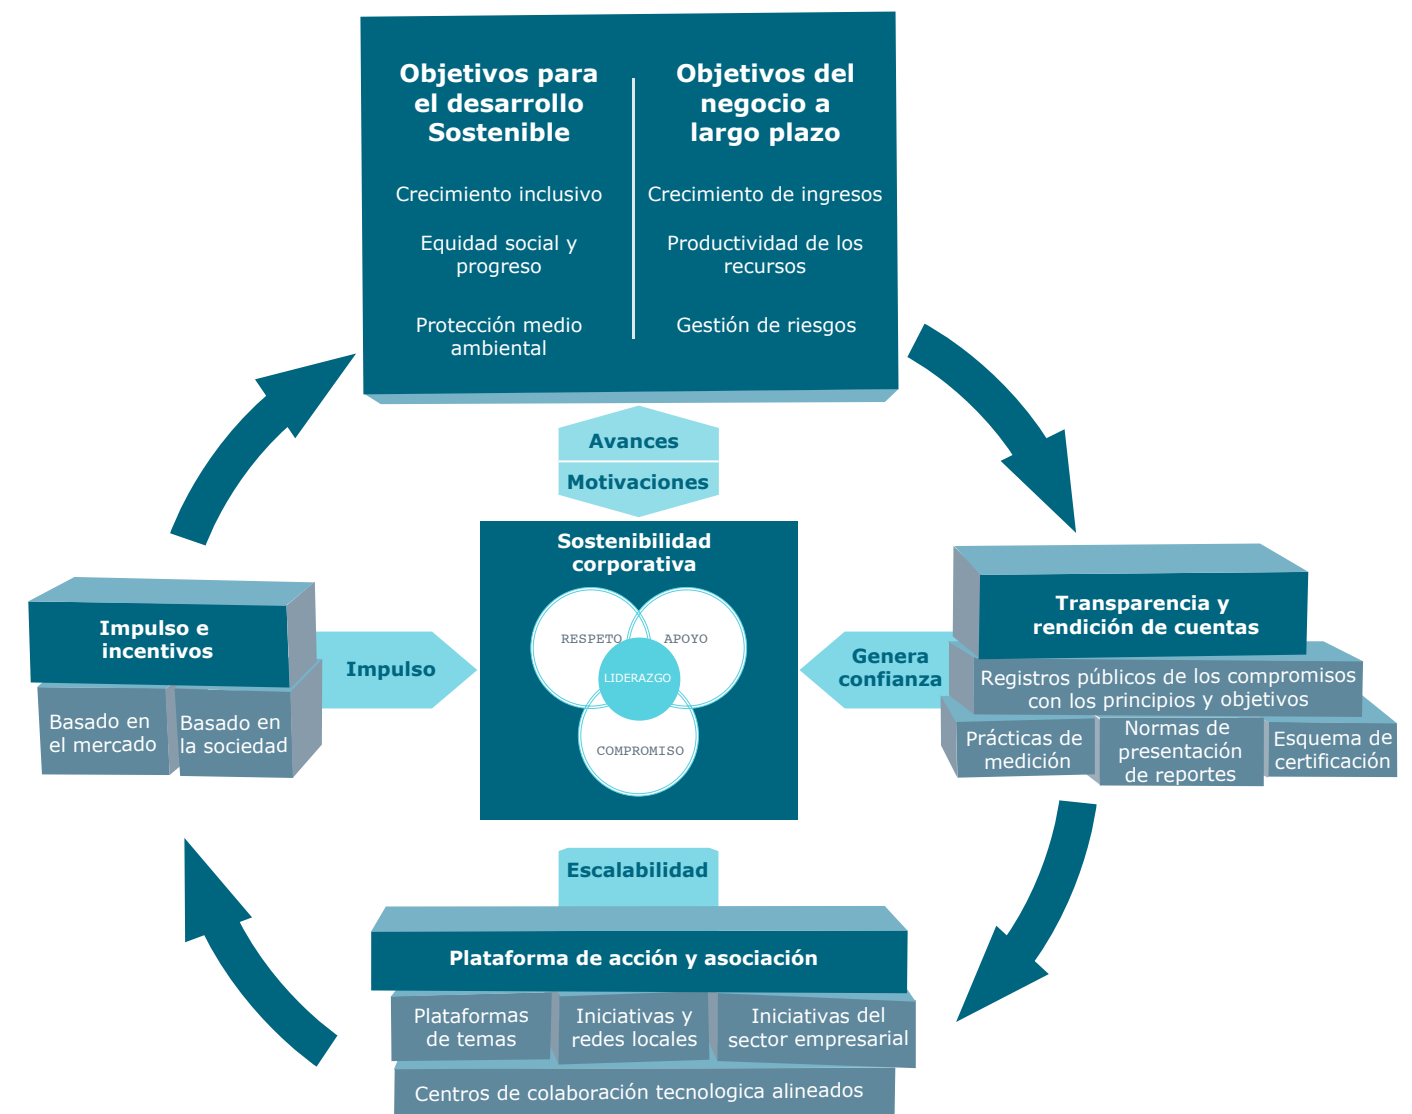 Objetivos para
el desarrollo
Sostenible
Crecimiento inclusivo
Equidad social y
progreso
Protección medio
ambiental
Objetivos del
negocio a
largo plazo
Crecimiento de ingresos
Productividad de los
recursos
Gestión de riesgos
Avances
Motivaciones
Sostenibilidad
corporativa
RESPETO
APOYO
LIDERAZGO
COMPROMISO
Impulso e
incentivos
Basado en
el mercado
Basado en
la sociedad
Impulso
Genera
confianza
Transparencia y
rendición de cuentas
Registros públicos de los compromisos
con los principios y objetivos
Prácticas de
medición
Normas de
presentación
de reportes
Esquema de
certificación
Escalabilidad
Plataforma de acción y asociación
Plataformas
de temas
Iniciativas y
redes locales
Iniciativas del
sector empresarial
Centros de colaboración tecnologica alineados